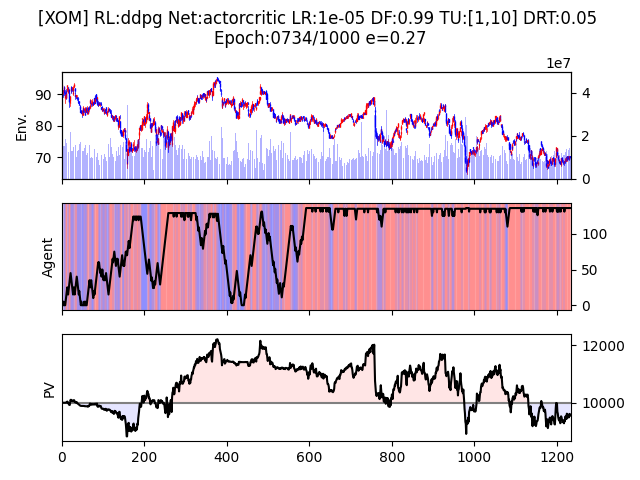 [XOM] RL:ddpg Net:actorcritic LR:1e-05 DF:0.99 TU:[1,10] DRT:0.05
Epoch:0734/1000 e=0.27
1e7
Env.
90
80
70
4
2
0
Agent
100
50
0
PV
12000
10000
0 200 400 600 800 1000 1200